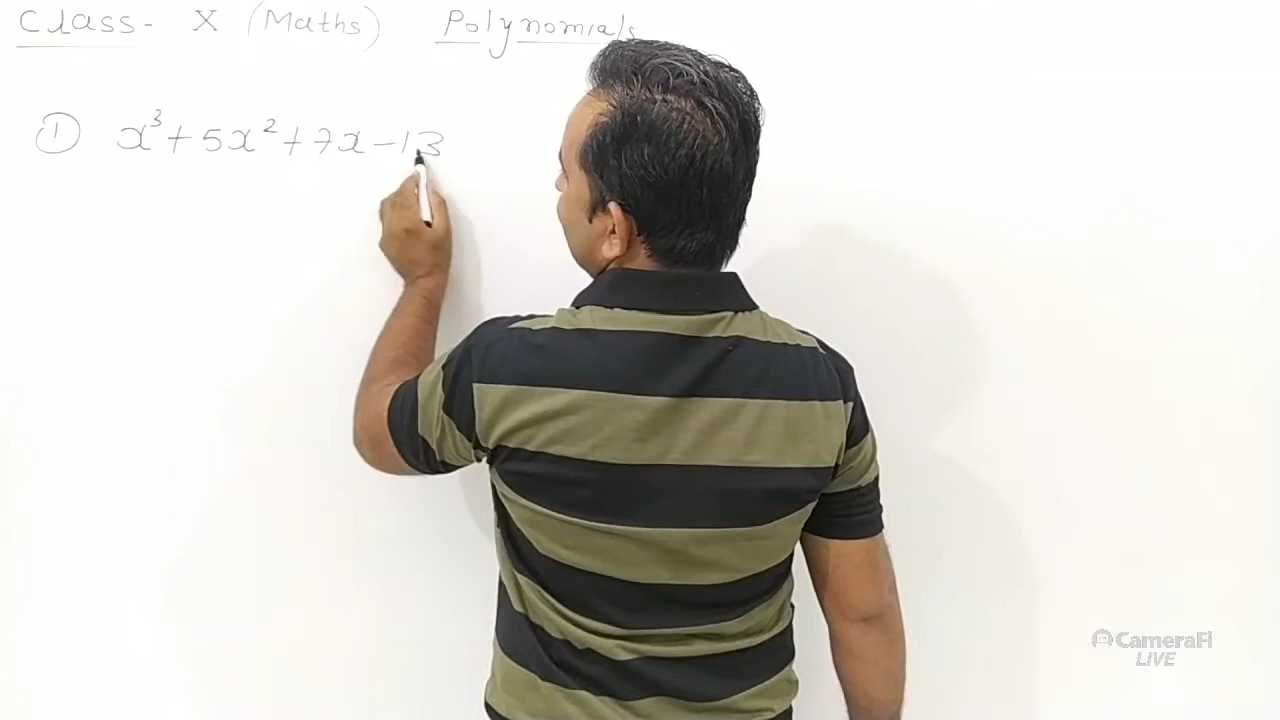 Class- X (Maths) Polynomials
① x³+5x²+7x-13
CameraFi
LIVE